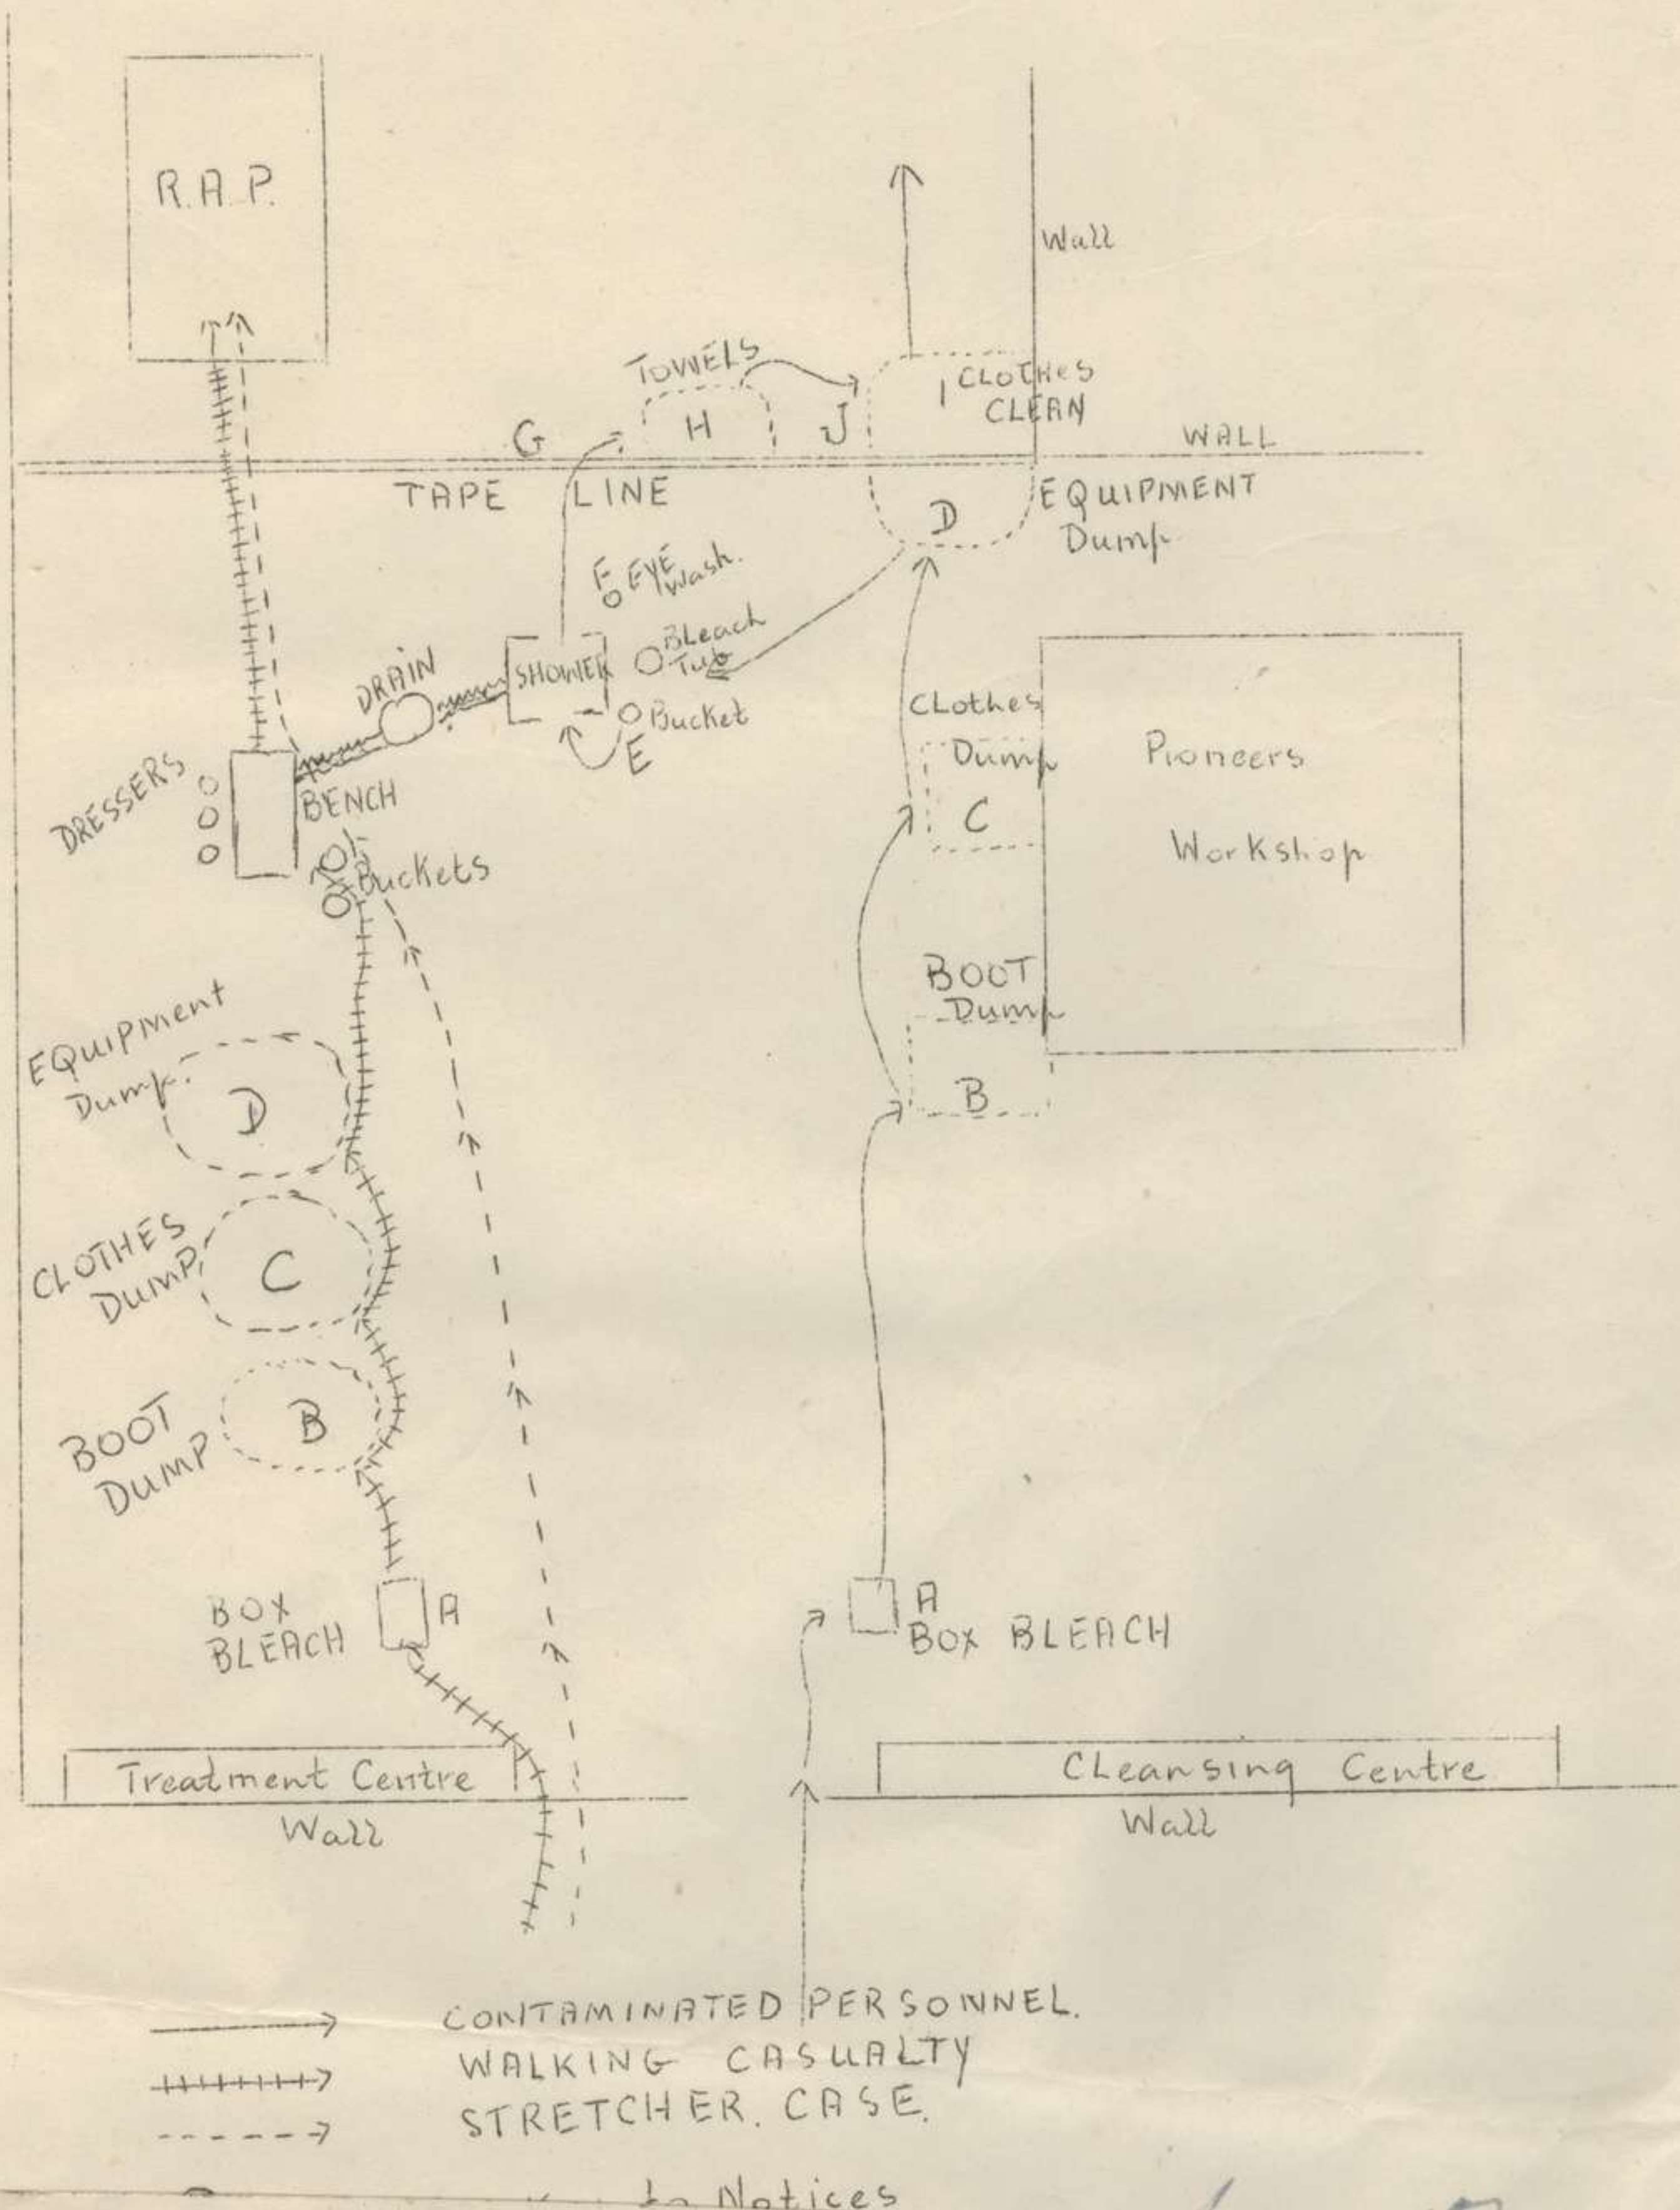 R.A.P.
Wall
TOWELS
CLOTHES
CLEAN
G
H
J
WALL
TAPE LINE
D
EQUIPMENT
Dump
F
EYE
Wash.
Bleach
Tub
DRAIN
SHOWER
Bucket
E
Clothes
Dump
C
Pioneers
Workshop
DRESSERS
BENCH
Buckets
BOOT
Dump
B
EQUIPMENT
Dump.
D
CLOTHES
DUMP
C
BOOT
DUMP
B
BOX
BLEACH
A
A
BOX BLEACH
Treatment Centre
Wall
Cleansing Centre
Wall
CONTAMINATED PERSONNEL.
WALKING CASUALTY
STRETCHER. CASE.
to Notices